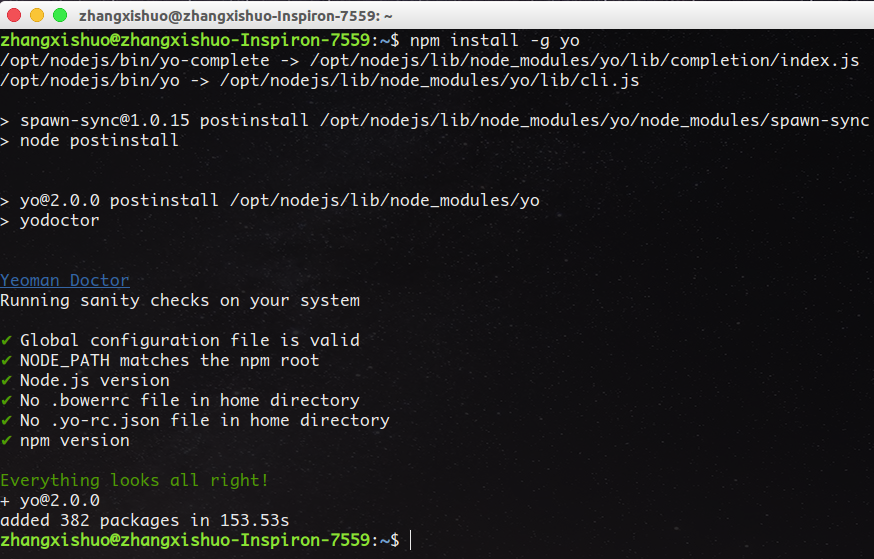 zhangxishuo@zhangxishuo-Inspiron-7559: ~
zhangxishuo@zhangxishuo-Inspiron-7559:~$ npm install -g yo
/opt/nodejs/bin/yo-complete -> /opt/nodejs/lib/node_modules/yo/lib/completion/index.js
/opt/nodejs/bin/yo -> /opt/nodejs/lib/node_modules/yo/lib/cli.js
> spawn-sync@1.0.15 postinstall /opt/nodejs/lib/node_modules/yo/node_modules/spawn-sync
> node postinstall
> yo@2.0.0 postinstall /opt/nodejs/lib/node_modules/yo
> yodoctor
Yeoman Doctor
Running sanity checks on your system
✔ Global configuration file is valid
✔ NODE_PATH matches the npm root
✔ Node.js version
✔ No .bowerrc file in home directory
✔ No .yo-rc.json file in home directory
✔ npm version
Everything looks all right!
+ yo@2.0.0
added 382 packages in 153.53s
zhangxishuo@zhangxishuo-Inspiron-7559:~$